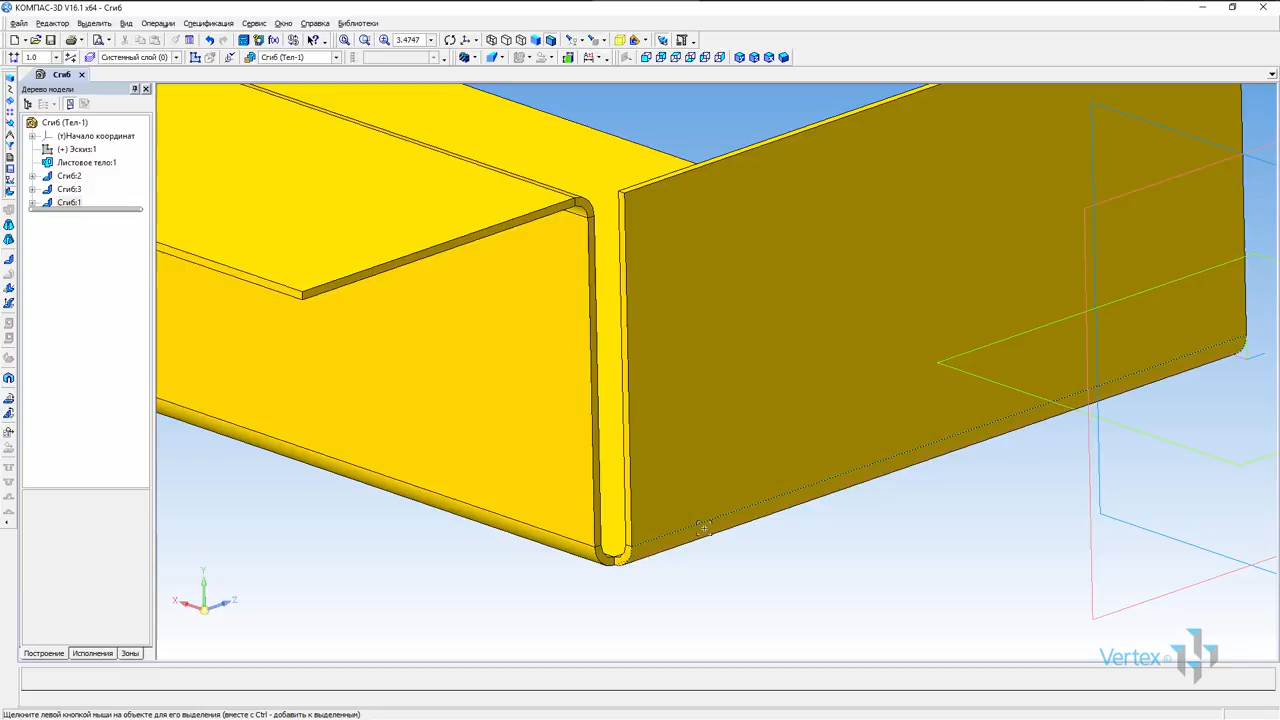 КОМПАС-3D V16.1 x64 - Сгиб
Файл Редактор Выделить Вид Операции Спецификация Сервис Окно Справка Библиотеки
3.4747
1.0 Системный слой (0) Сгиб (Тел-1)
Сгиб
Дерево модели
Сгиб (Тел-1)
(т)Начало координат
(+) Эскиз:1
Листовое тело:1
Сгиб:2
Сгиб:3
Сгиб:1
Y
X
Z
Построение Исполнения Зоны
Vertex
Щелкните левой кнопкой мыши на объекте для его выделения (вместе с Ctrl - добавить к выделенным)